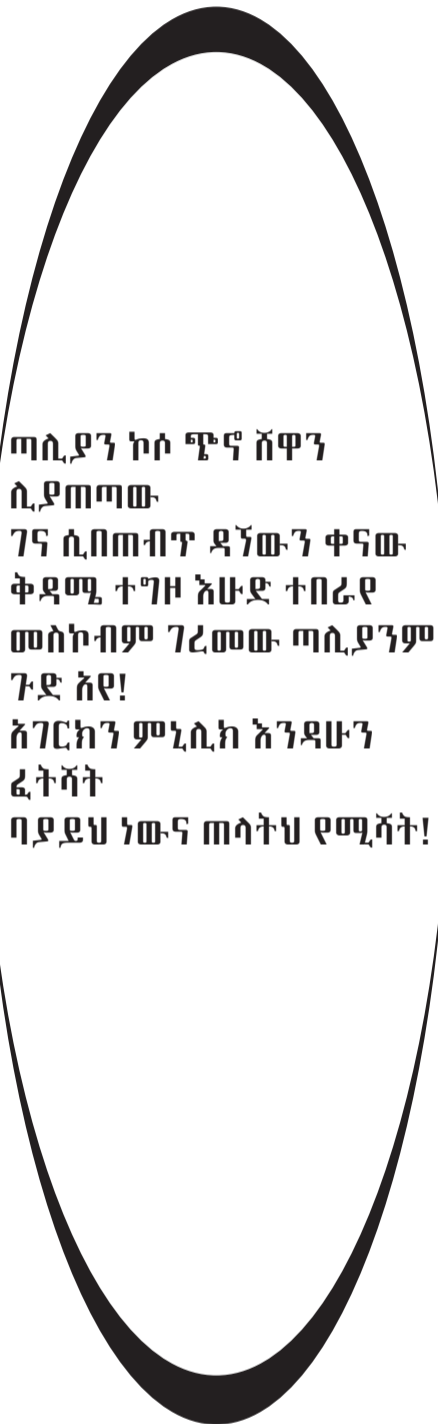 ጣሊያን ኮሶ ጭኖ ሸዋን
ሊያጠጣው
ገና ሲበጠብጥ ዳኘውን ቀናው
ቅዳሜ ተግዞ እሁድ ተበራየ
መስኮብም ገረመው ጣሊያንም
ጉድ አየ!
አገርክን ምኒሊክ እንዳሁን
ፈትሻት
ባያይህ ነውና ጠላትህ የሚሻት!